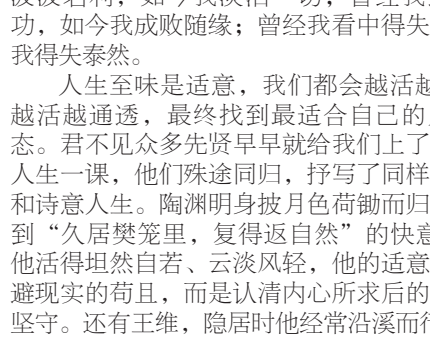 名利，如今我淡泊一切，曾经我
功，如今我成败随缘；曾经我看中得失
我得失泰然。
人生至味是适意，我们都会越活越
越活越通透，最终找到最适合自己的
态。君不见众多先贤早早就给我们上了
人生一课，他们殊途同归，抒写了同样
和诗意人生。陶渊明身披月色荷锄而归
到“久居樊笼里，复得返自然”的快意
他活得坦然自若、云淡风轻，他的适意
避现实的苟且，而是认清内心所求后的
坚守。还有王维，隐居时他经常沿溪而行